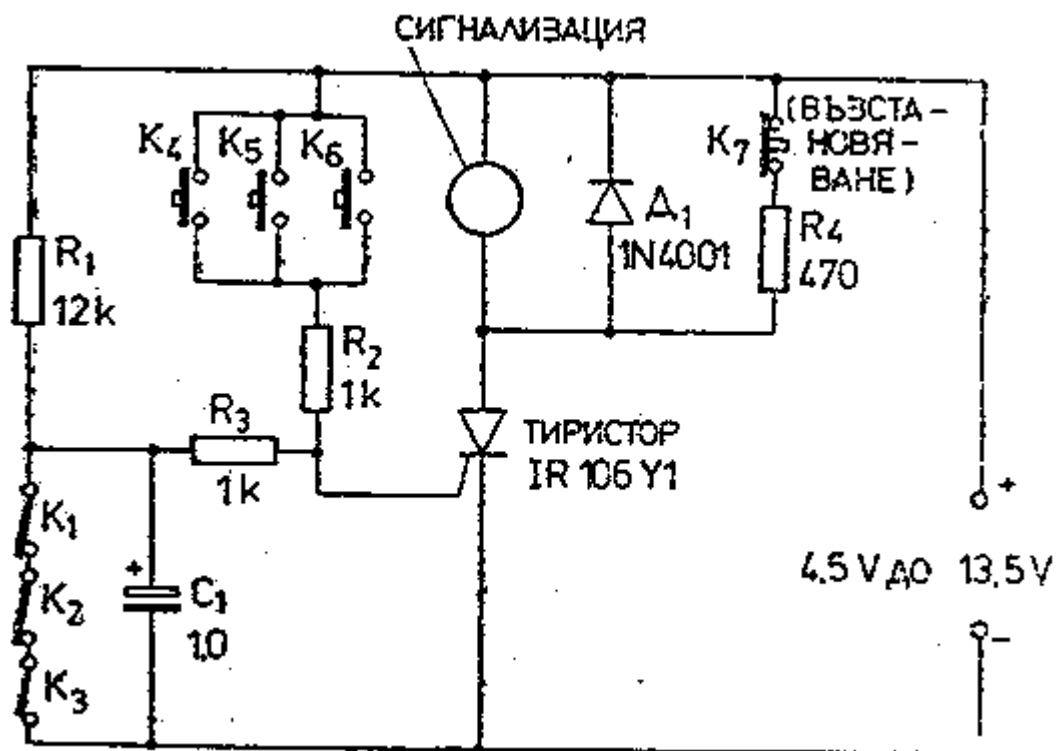 СИГНАЛИЗАЦИЯ
K4 K5 K6
K7
(ВЪЗСТА-
НОВЯ-
ВАНЕ)
R1
12k
Д1
1N4001
R4
470
R2
1k
R3
1k
ТИРИСТОР
IR 106 Y1
K1
K2
K3
+
C1
1,0
+
4.5 V ДО 13,5 V
-